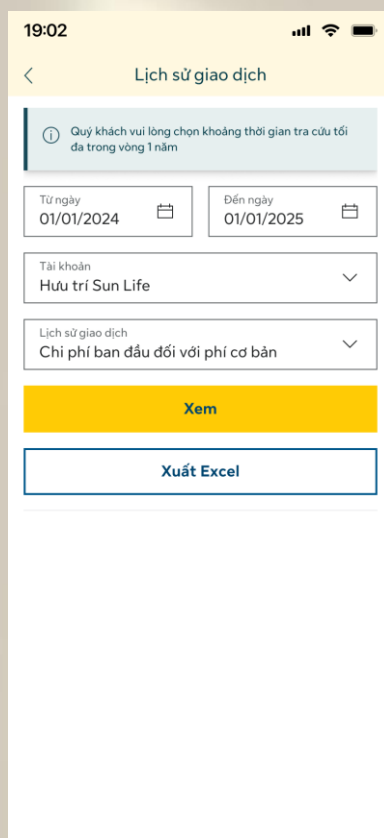 19:02
Lịch sử giao dịch
Quý khách vui lòng chọn khoảng thời gian tra cứu tối
đa trong vòng 1 năm
Từ ngày
01/01/2024
Đến ngày
01/01/2025
Tài khoản
Hưu trí Sun Life
Lịch sử giao dịch
Chi phí ban đầu đối với phí cơ bản
Xem
Xuất Excel